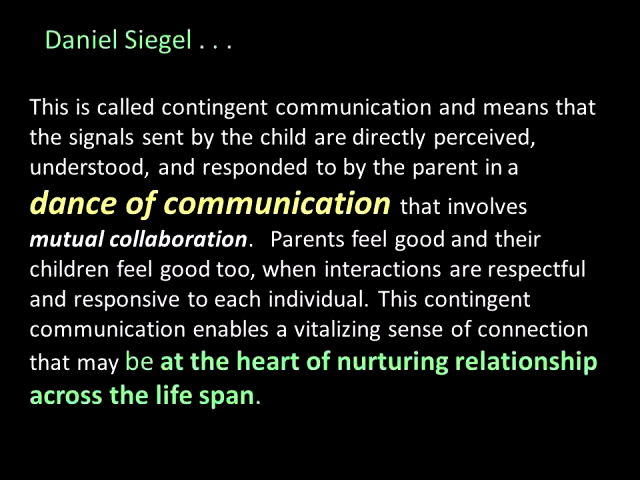 Daniel Siegel . . .
This is called contingent communication and means that
the signals sent by the child are directly perceived,
understood, and responded to by the parent in a
dance of communication that involves
mutual collaboration. Parents feel good and their
children feel good too, when interactions are respectful
and responsive to each individual. This contingent
communication enables a vitalizing sense of connection
that may be at the heart of nurturing relationship
across the life span.